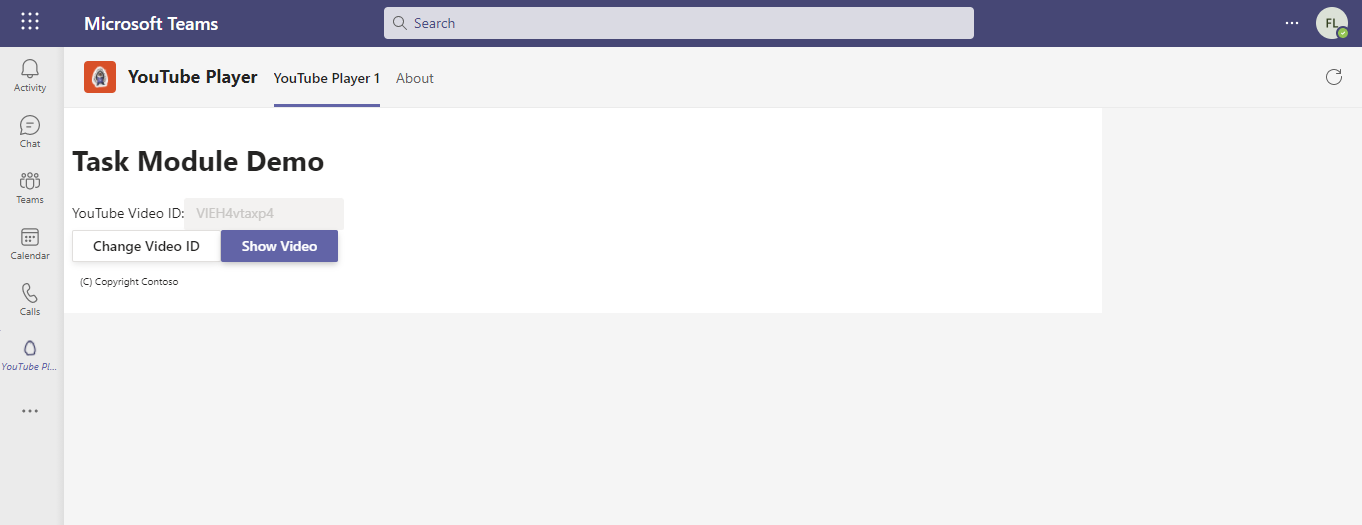 Microsoft Teams
Search
FL
Activity
Chat
Teams
Calendar
Calls
YouTube Pl...
YouTube Player
YouTube Player 1
About
Task Module Demo
YouTube Video ID: VlEH4vtaxp4
Change Video ID
Show Video
(C) Copyright Contoso